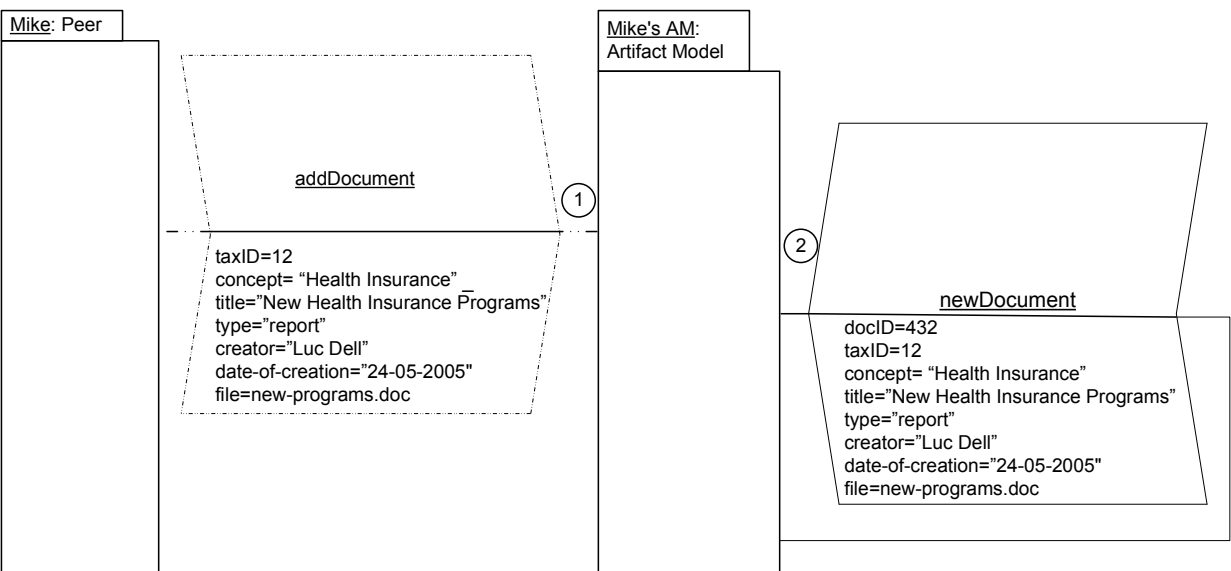 Mike: Peer
Mike's AM:
Artifact Model
addDocument
1
taxID=12
concept= “Health Insurance” _
title=”New Health Insurance Programs”
type=”report”
creator=”Luc Dell”
date-of-creation=”24-05-2005"
file=new-programs.doc
2
newDocument
docID=432
taxID=12
concept= “Health Insurance”
title=”New Health Insurance Programs”
type=”report”
creator=”Luc Dell”
date-of-creation=”24-05-2005"
file=new-programs.doc